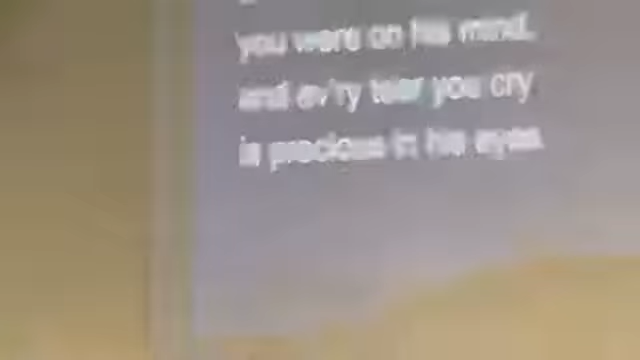 you were on his mind.
and ev'ry tear you cry
is precious in his eyes